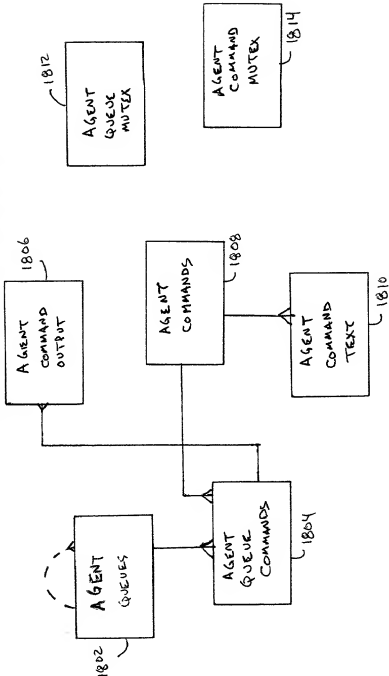 1802
AGENT
QUEUES
AGENT
COMMAND
OUTPUT
1806
AGENT
QUEUE
MUTEX
1812
AGENT
QUEUE
COMMANDS
1804
AGENT
COMMANDS
1808
AGENT
COMMAND
MUTEX
1814
AGENT
COMMAND
TEXT
1810